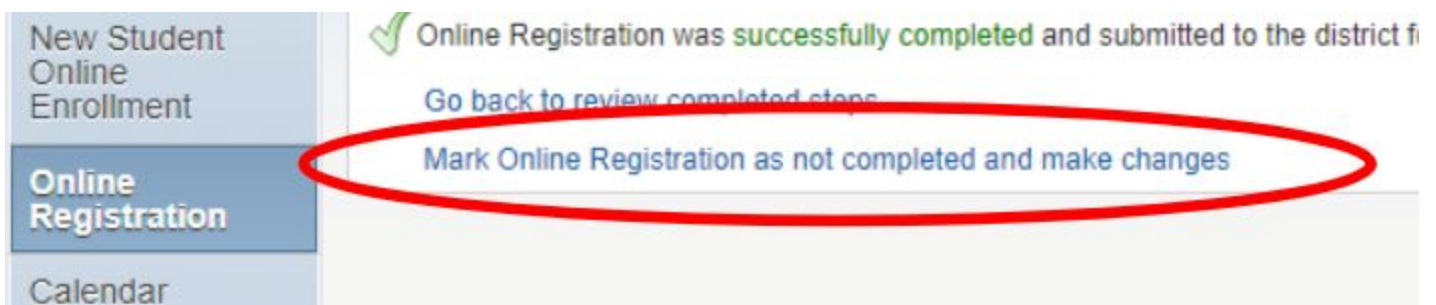 New Student
Online
Enrollment
Online
Registration
Calendar
Online Registration was successfully completed and submitted to the district
Go back to review completed steps
Mark Online Registration as not completed and make changes